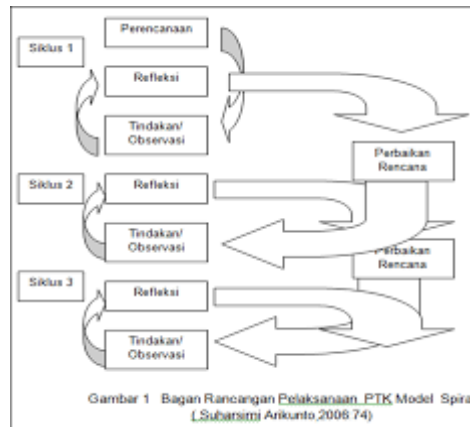 Perencanaan
Siklus 1
Refleksi
Tindakan/
Observasi
Perbaikan
Rencana
Siklus 2
Refleksi
Tindakan/
Observasi
Perbaikan
Rencana
Siklus 3
Refleksi
Tindakan/
Observasi
Gambar 1 Bagan Rancangan Pelaksanaan PTK Model Spira
( Suharsimi Arikunto,2006:74)